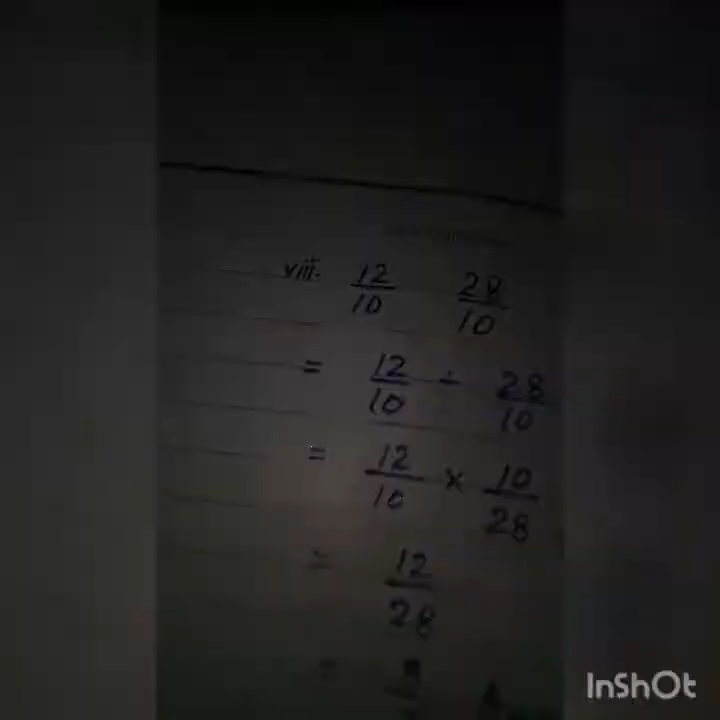 viii. 12/10 28/10
= 12/10 ÷ 28/10
= 12/10 × 10/28
= 12/28
=
InShOt